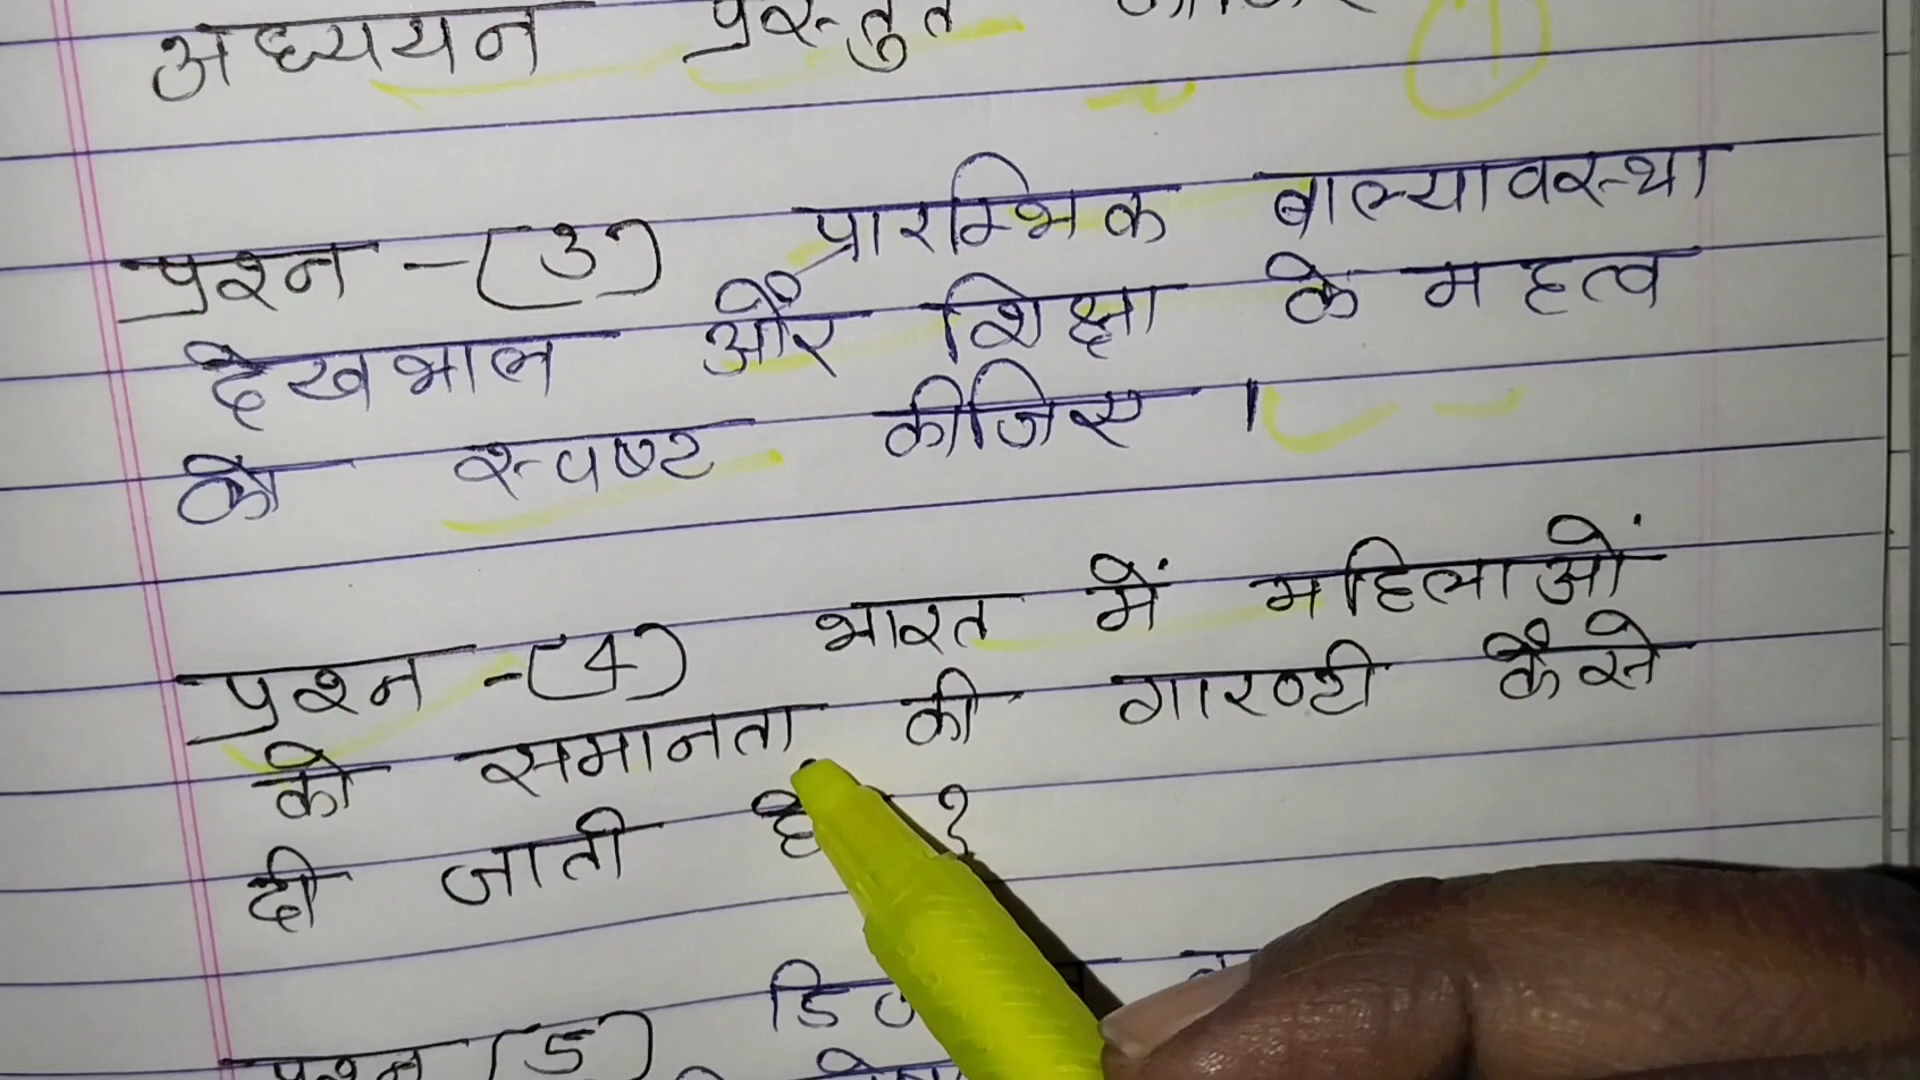 अध्ययन प्रस्तुत
प्रश्न -(3) प्रारम्भिक बाल्यावस्था
देखभाल और शिक्षा के महत्व
को स्पष्ट कीजिए ।
प्रश्न -(4) भारत में महिलाओं
को समानता की गारण्टी कैसे
दी जाती है ?
प्रश्न (5)